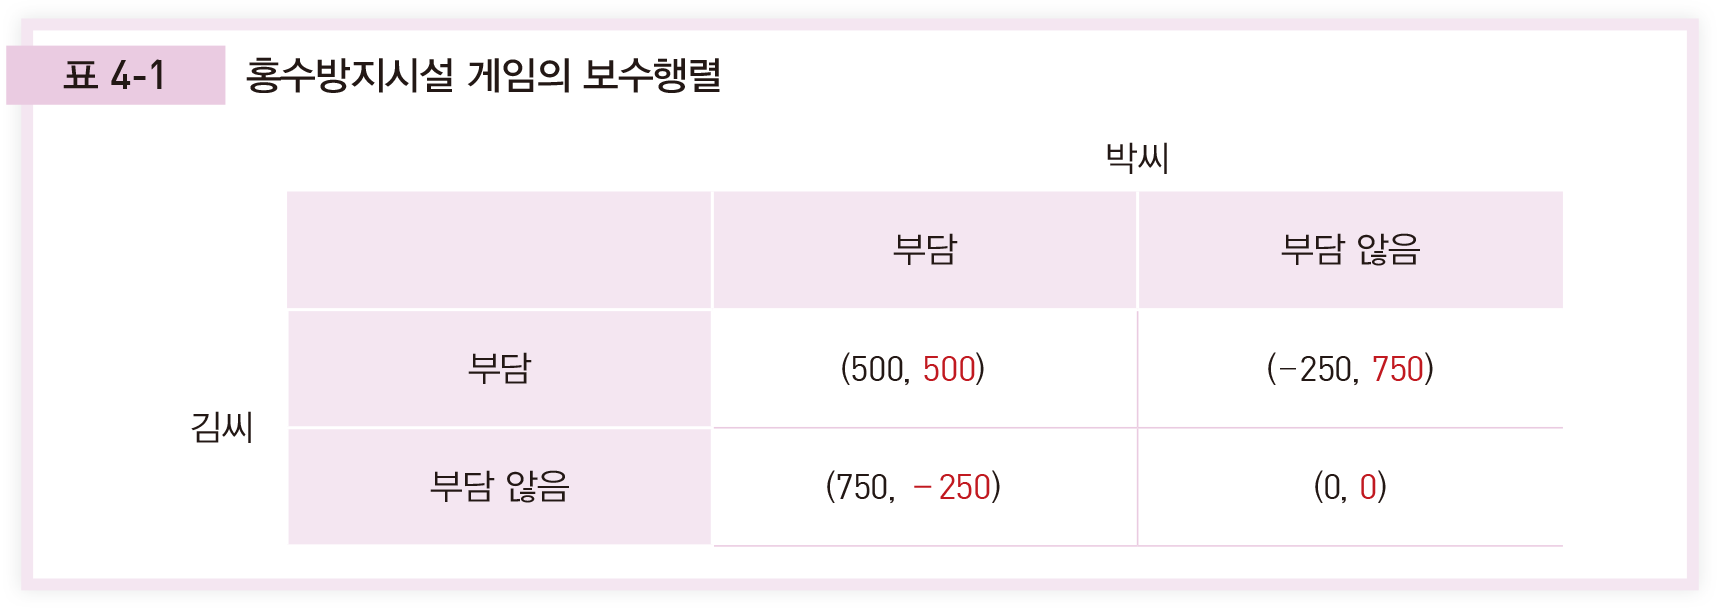 표 4-1 홍수방지시설 게임의 보수행렬
박씨
부담 부담 않음
부담 (500, 500) (-250, 750)
김씨
부담 않음 (750, -250) (0, 0)